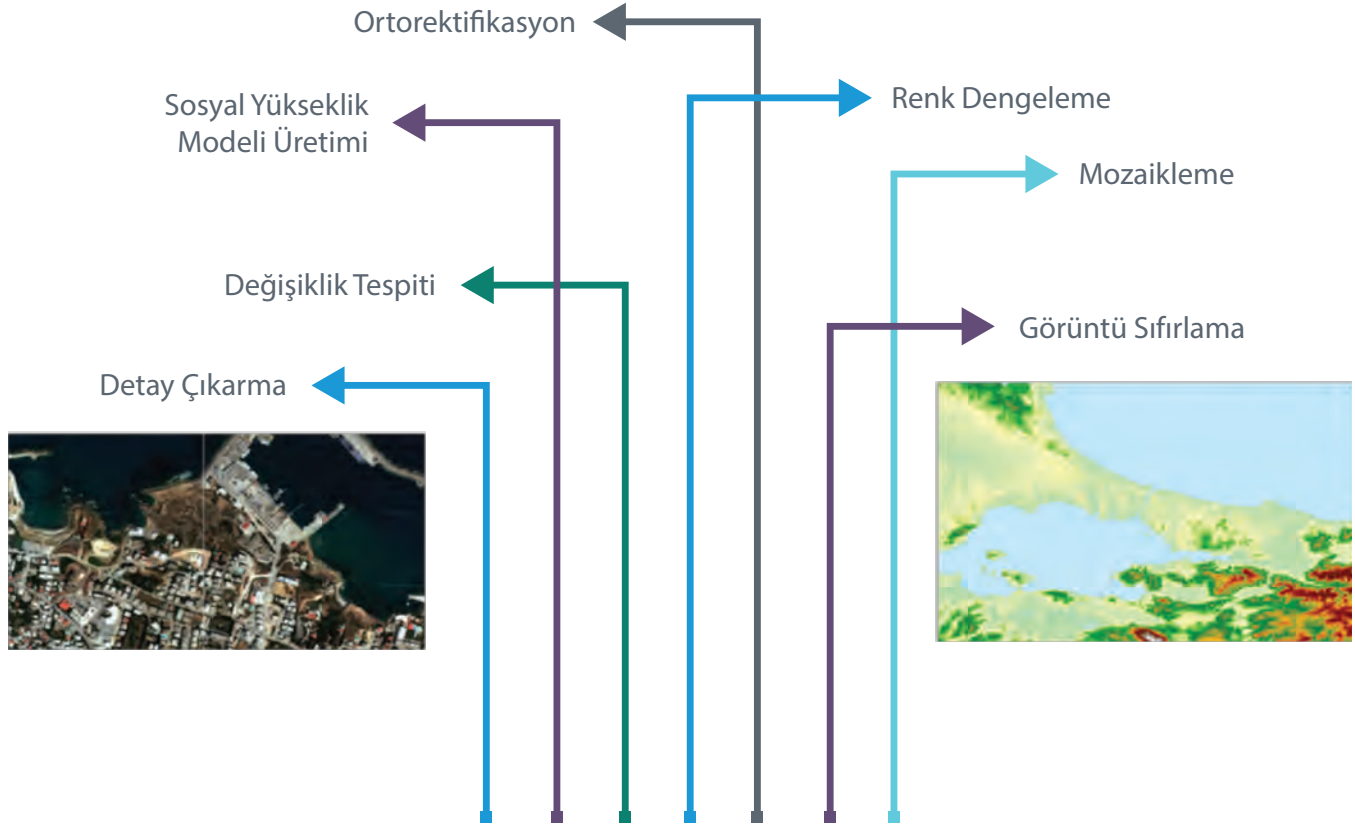 Ortorektifikasyon
Sosyal Yükseklik
Modeli Üretimi
Renk Dengeleme
Mozaikleme
Değişiklik Tespiti
Görüntü Sıfırlama
Detay Çıkarma